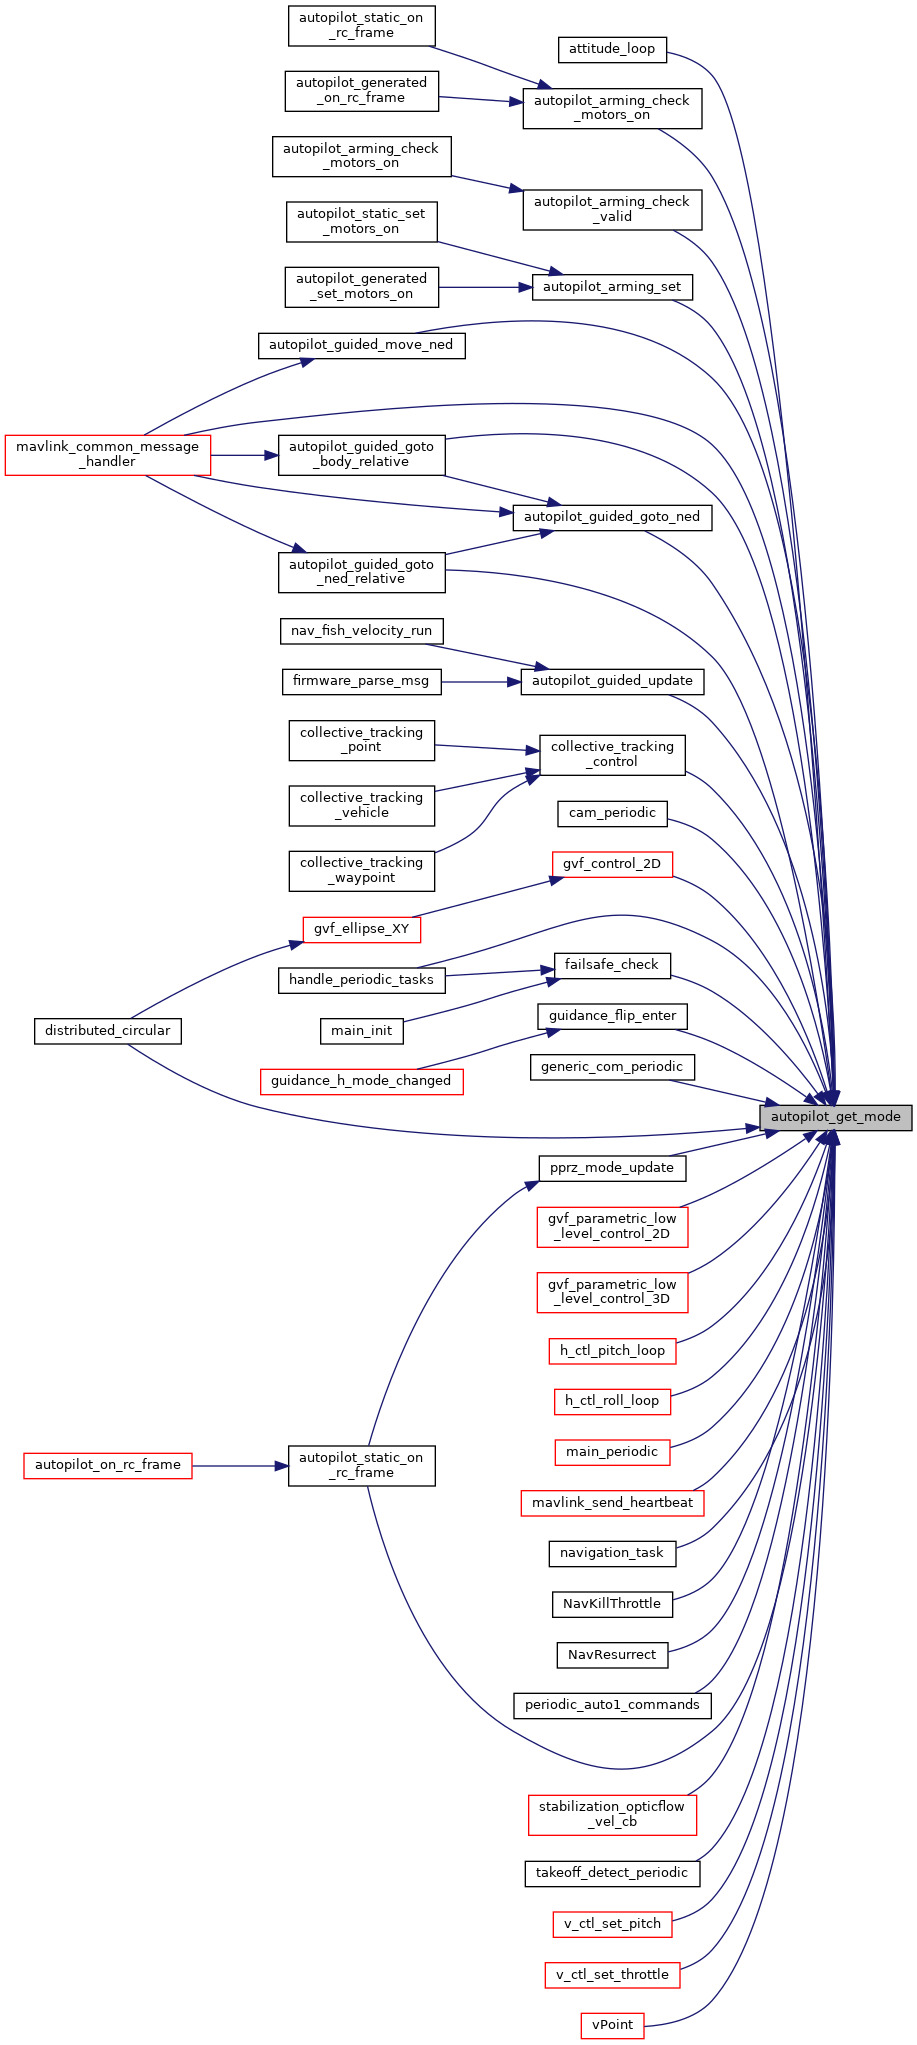 autopilot_static_on
_rc_frame
attitude_loop
autopilot_generated
_on_rc_frame
autopilot_arming_check
_motors_on
autopilot_arming_check
_motors_on
autopilot_arming_check
_valid
autopilot_static_set
_motors_on
autopilot_generated
_set_motors_on
autopilot_arming_set
autopilot_guided_move_ned
mavlink_common_message
_handler
autopilot_guided_goto
_body_relative
autopilot_guided_goto_ned
autopilot_guided_goto
_ned_relative
nav_fish_velocity_run
firmware_parse_msg
autopilot_guided_update
collective_tracking
_point
collective_tracking
_control
collective_tracking
_vehicle
cam_periodic
collective_tracking
_waypoint
gvf_control_2D
gvf_ellipse_XY
failsafe_check
handle_periodic_tasks
guidance_flip_enter
distributed_circular
main_init
generic_com_periodic
guidance_h_mode_changed
autopilot_get_mode
pprz_mode_update
gvf_parametric_low
_level_control_2D
gvf_parametric_low
_level_control_3D
h_ctl_pitch_loop
h_ctl_roll_loop
main_periodic
autopilot_on_rc_frame
autopilot_static_on
_rc_frame
mavlink_send_heartbeat
navigation_task
NavKillThrottle
NavResurrect
periodic_auto1_commands
stabilization_opticflow
_vel_cb
takeoff_detect_periodic
v_ctl_set_pitch
v_ctl_set_throttle
vPoint